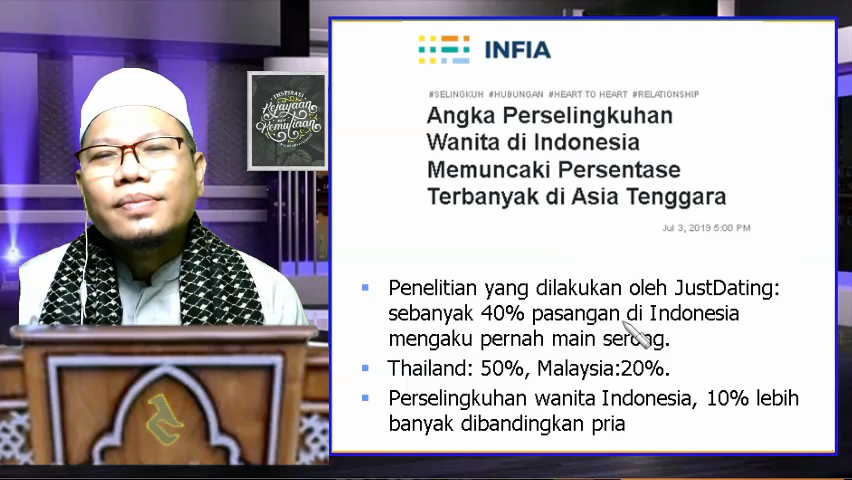 INFIA
#SELINGKUH #HUBUNGAN #HEART TO HEART #RELATIONSHIP
Angka Perselingkuhan
Wanita di Indonesia
Memuncaki Persentase
Terbanyak di Asia Tenggara
Jul 3, 2019 5:00 PM
INSPIRASI
Kejayaan
Kemuliaan
Penelitian yang dilakukan oleh JustDating:
sebanyak 40% pasangan di Indonesia
mengaku pernah main serong.
Thailand: 50%, Malaysia:20%.
Perselingkuhan wanita Indonesia, 10% lebih
banyak dibandingkan pria